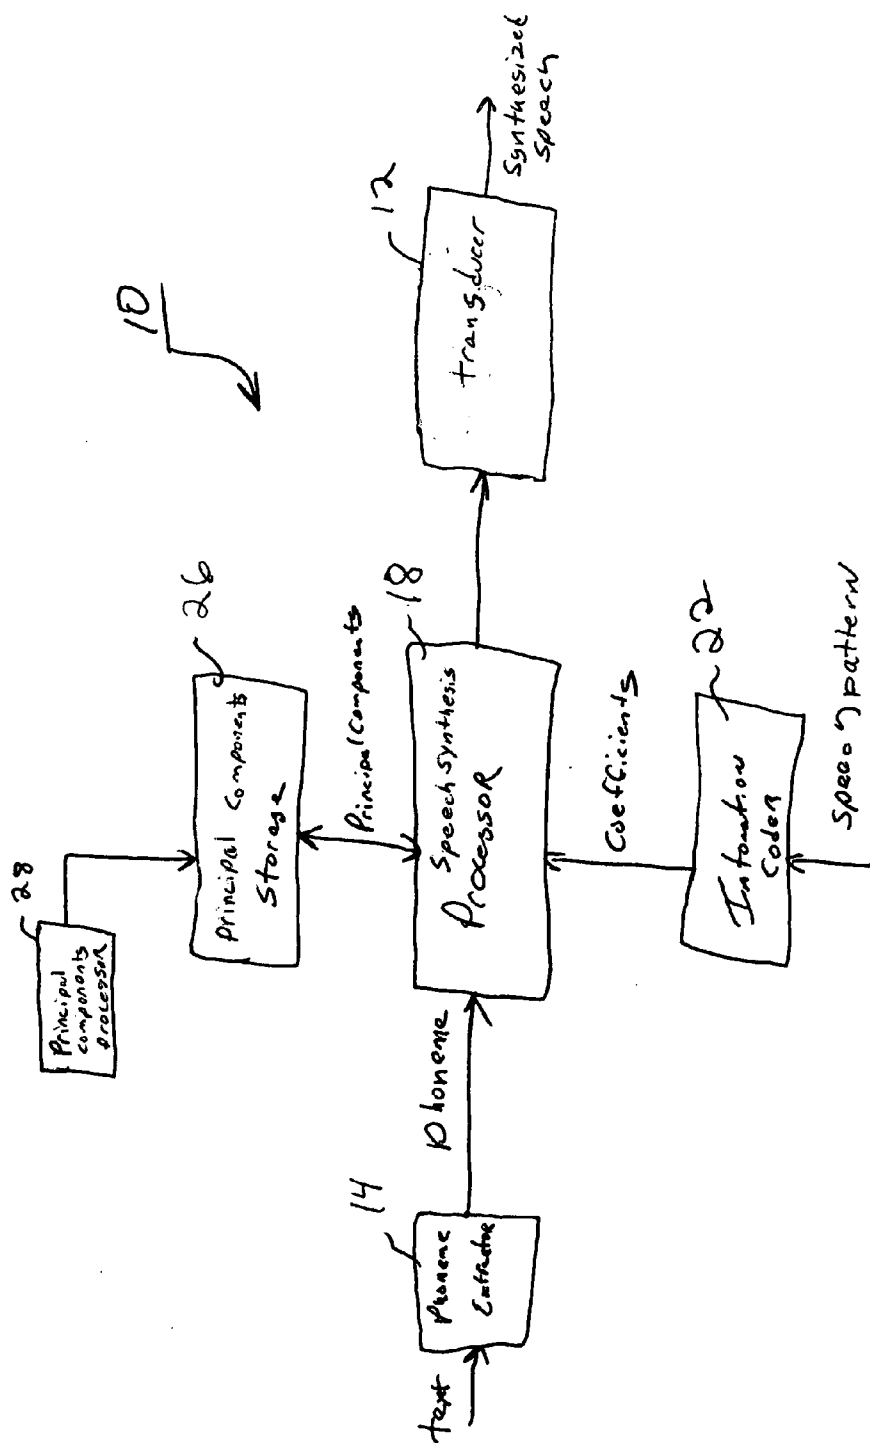 10
28
Principal
components
processor
26
Principal Components
Storage
Principal Components
18
Speech Synthesis
Processor
12
transducer
Synthesized
speech
14
Phoneme
Extractor
text
phoneme
Coefficients
22
Intonation
Coder
pattern